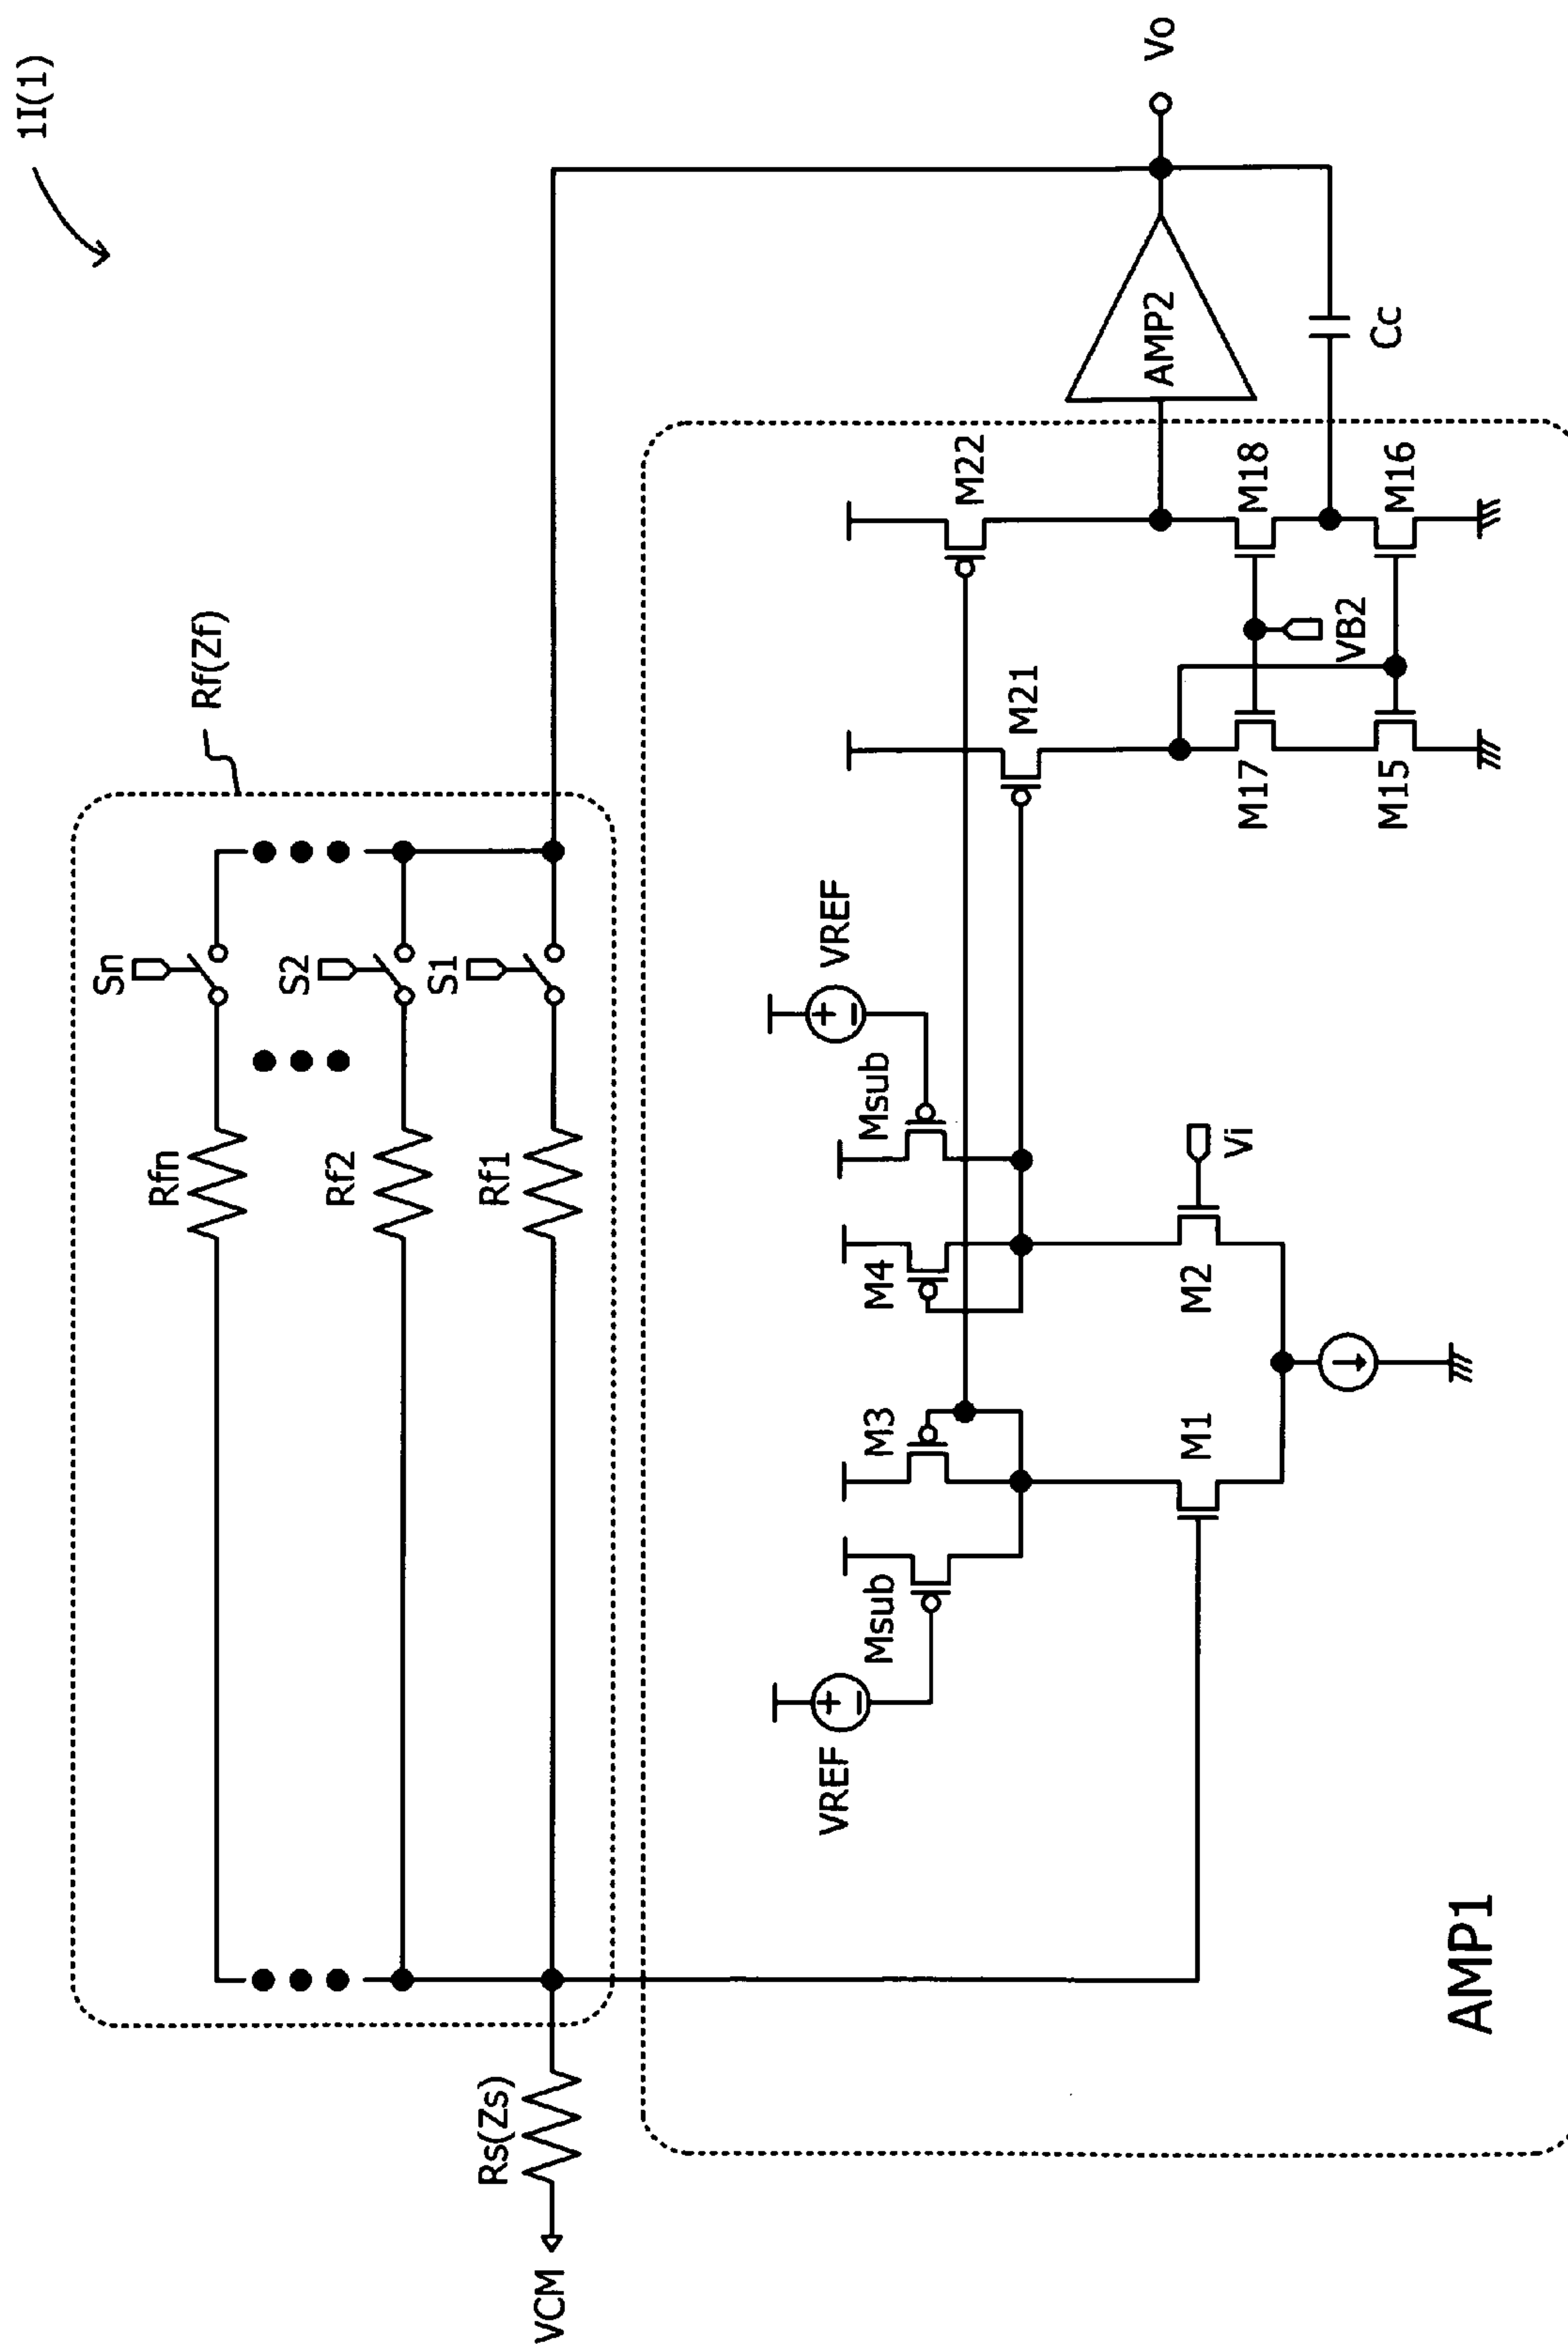 1I(1)
Rf(Zf)
Rfn
Sn
Rf2
S2
Rf1
S1
Rs(Zs)
VCM
VREF
Msub
M3
M4
Msub
VREF
M21
M22
AMP2
Vo
M1
M2
Vi
M17
VB2
M18
M15
M16
Cc
AMP1